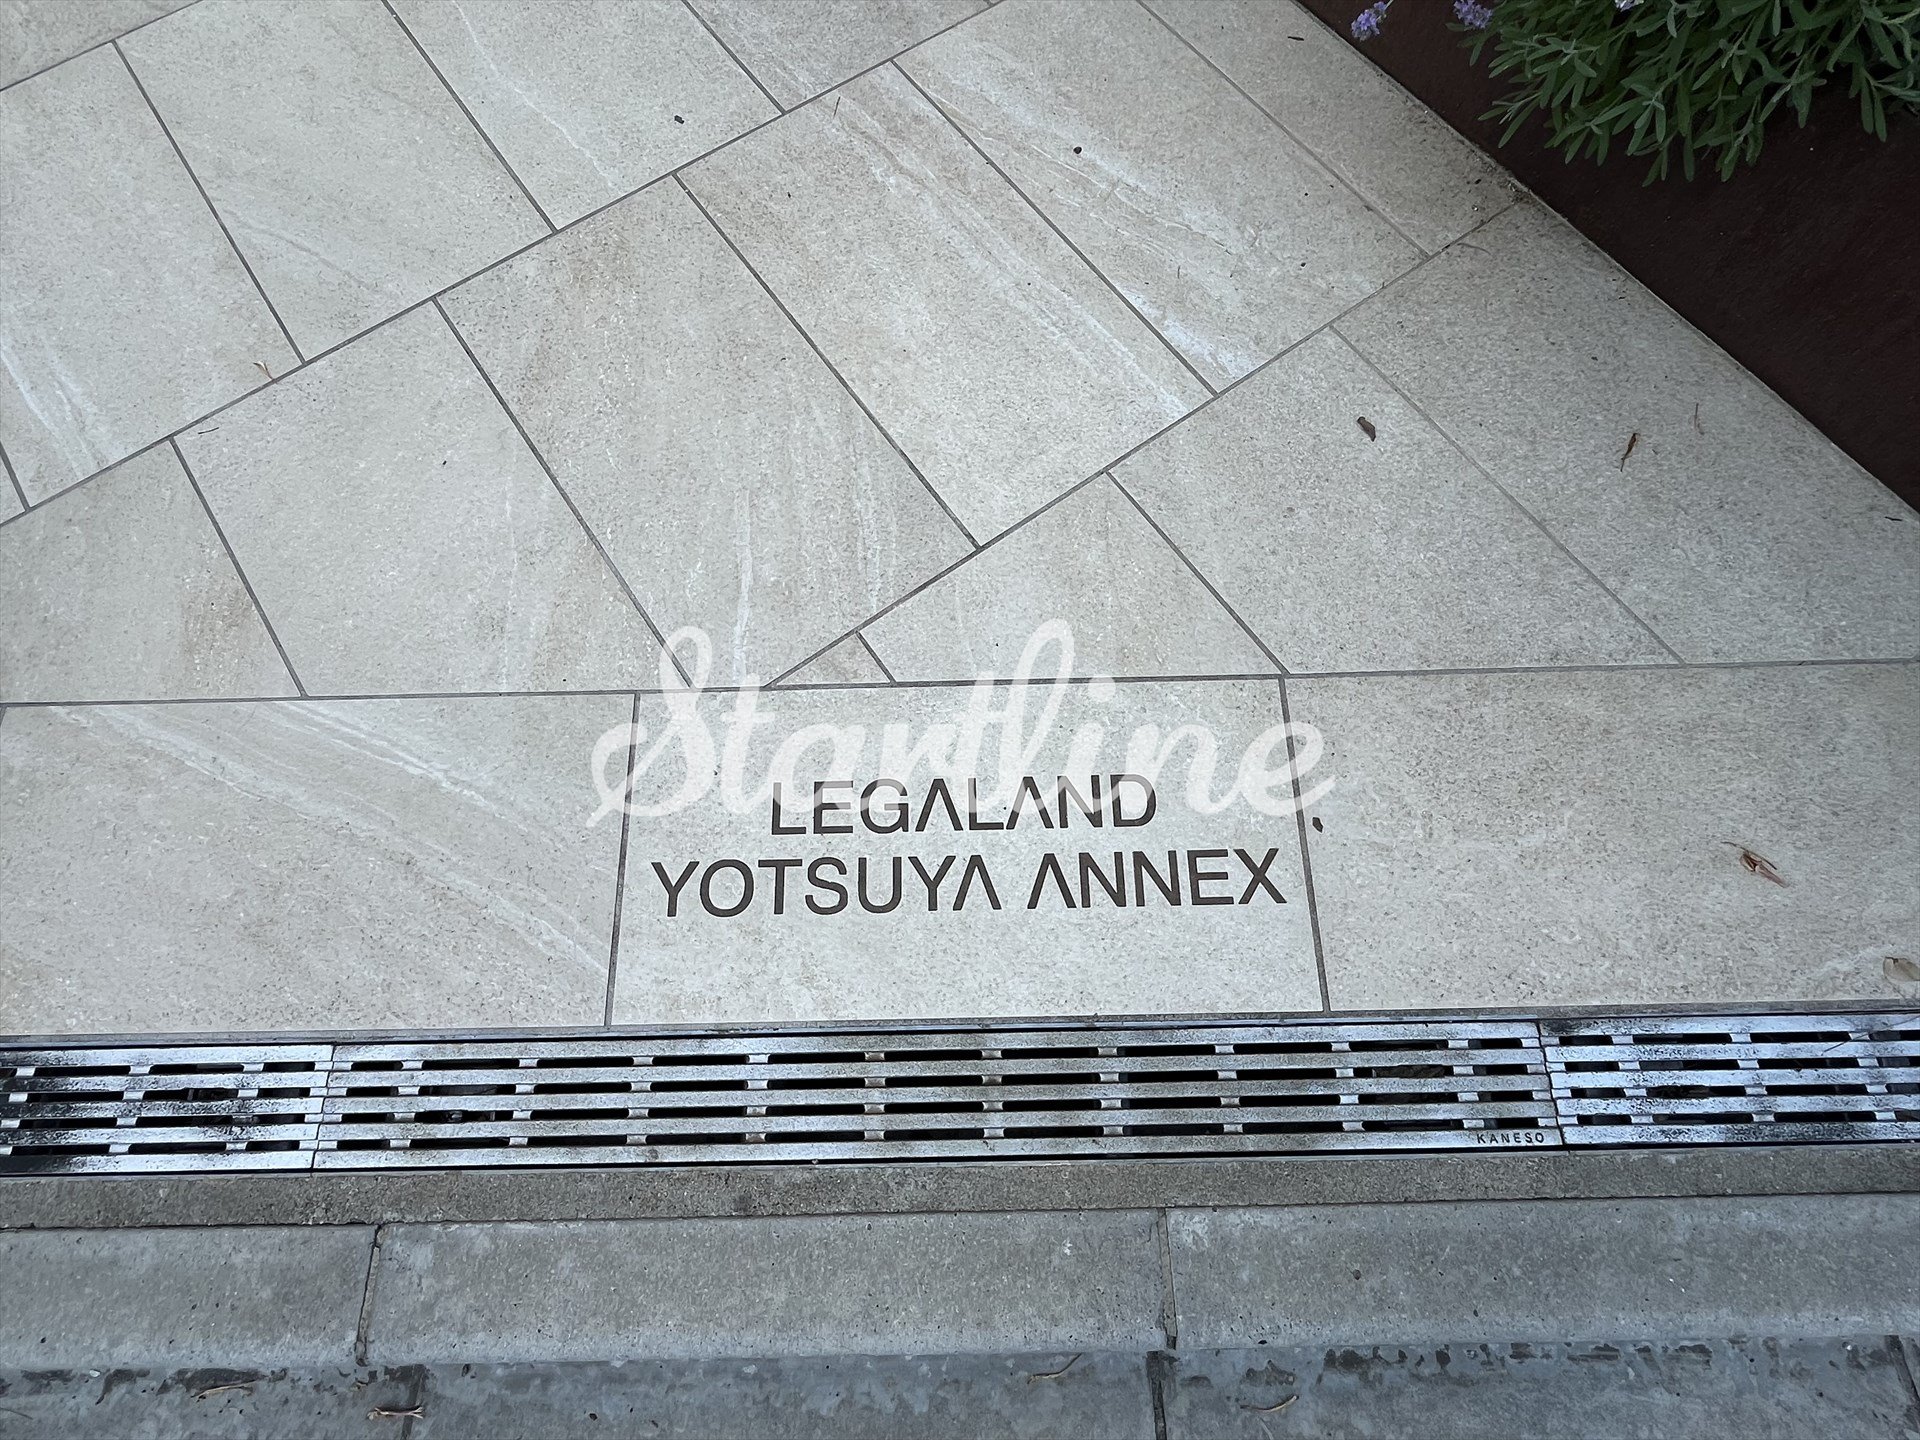 Startline
LEGALAND
YOTSUYA ANNEX
KANESO